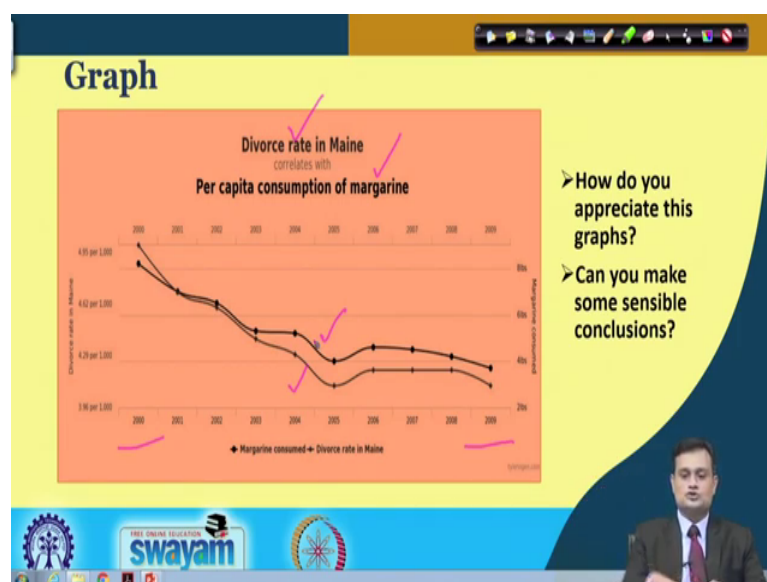 Graph
Divorce rate in Maine
correlates with
Per capita consumption of margarine
2000 2001 2002 2003 2004 2005 2006 2007 2008 2009
4.95 per 1,000
4.62 per 1,000
4.29 per 1,000
3.96 per 1,000
Divorce rate in Maine
8lbs
6lbs
4lbs
2lbs
Margarine consumed
2000 2001 2002 2003 2004 2005 2006 2007 2008 2009
Margarine consumed Divorce rate in Maine
tylervigen.com
➢How do you
appreciate this
graphs?
➢Can you make
some sensible
conclusions?
FREE ONLINE EDUCATION
swayam